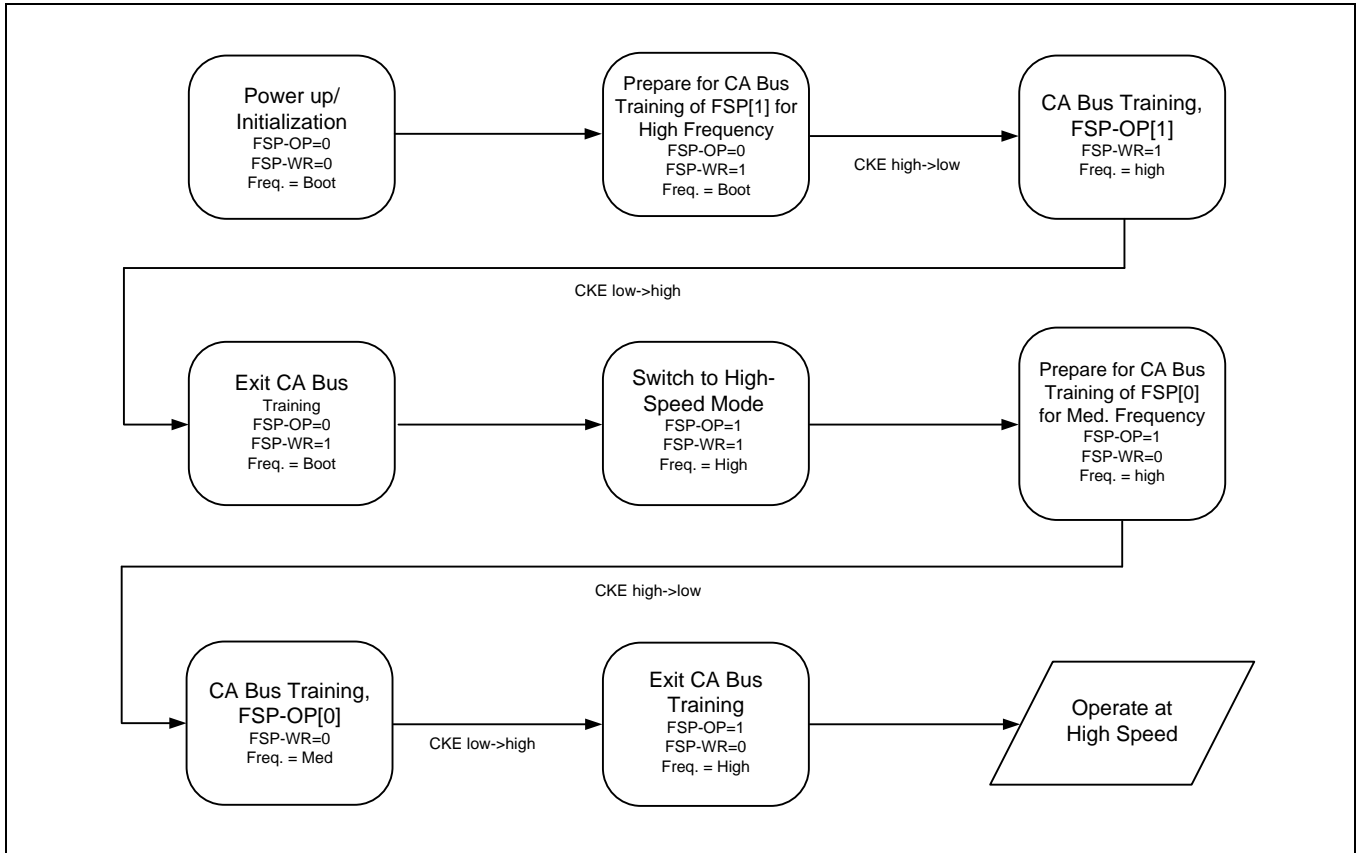 Power up/
Initialization
FSP-OP=0
FSP-WR=0
Freq. = Boot
Prepare for CA Bus
Training of FSP[1] for
High Frequency
FSP-OP=0
FSP-WR=1
Freq. = Boot
CKE high->low
CA Bus Training,
FSP-OP[1]
FSP-WR=1
Freq. = high
CKE low->high
Exit CA Bus
Training
FSP-OP=0
FSP-WR=1
Freq. = Boot
Switch to High-
Speed Mode
FSP-OP=1
FSP-WR=1
Freq. = High
Prepare for CA Bus
Training of FSP[0]
for Med. Frequency
FSP-OP=1
FSP-WR=0
Freq. = high
CKE high->low
CA Bus Training,
FSP-OP[0]
FSP-WR=0
Freq. = Med
CKE low->high
Exit CA Bus
Training
FSP-OP=1
FSP-WR=0
Freq. = High
Operate at
High Speed